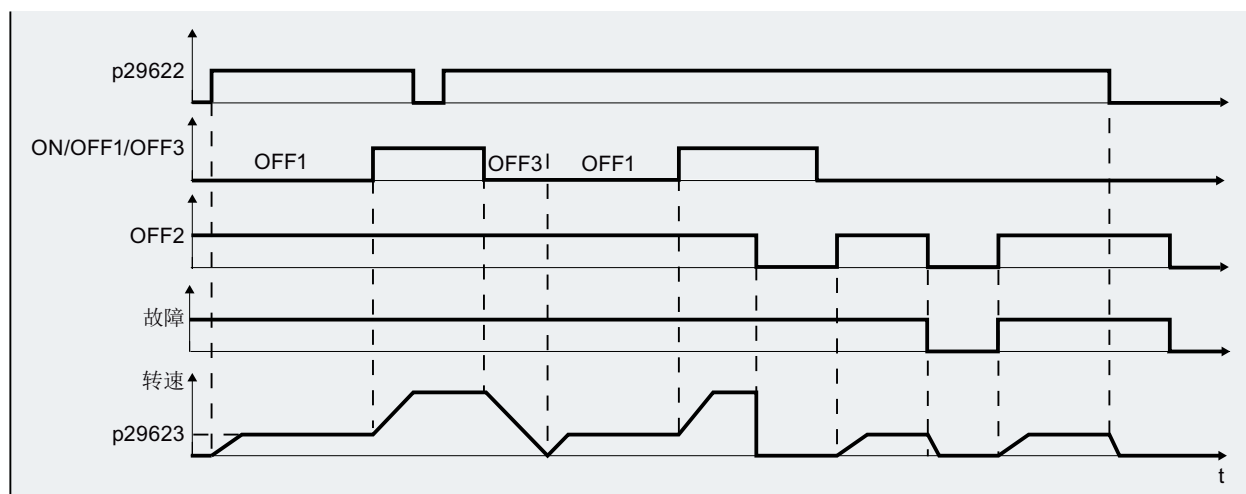 p29622
ON/OFF1/OFF3
OFF1
OFF3
OFF1
OFF2
故障
转速
p29623
t